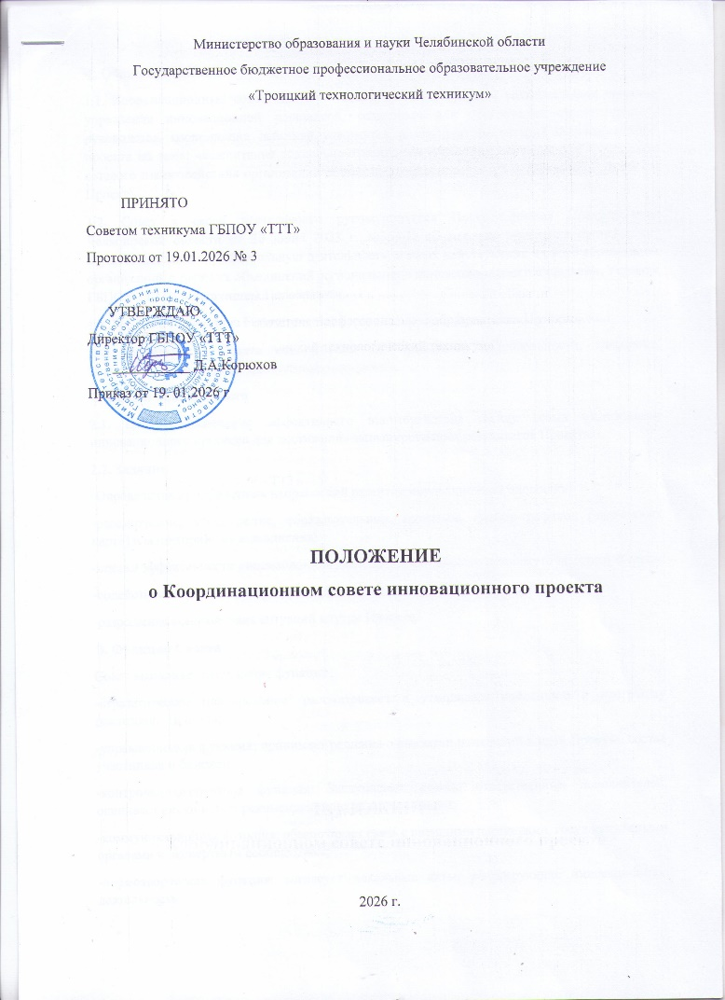 Министерство образования и науки Челябинской области
Государственное бюджетное профессиональное образовательное учреждение
«Троицкий технологический техникум»
ПРИНЯТО
Советом техникума ГБПОУ «ТТТ»
Протокол от 19.01.2026 № 3
УТВЕРЖДАЮ
Директор ГБПОУ «ТТТ»
Д.А.Корюхов
Приказ от 19. 01.2026 г
ПОЛОЖЕНИЕ
о Координационном совете инновационного проекта
2026 г.